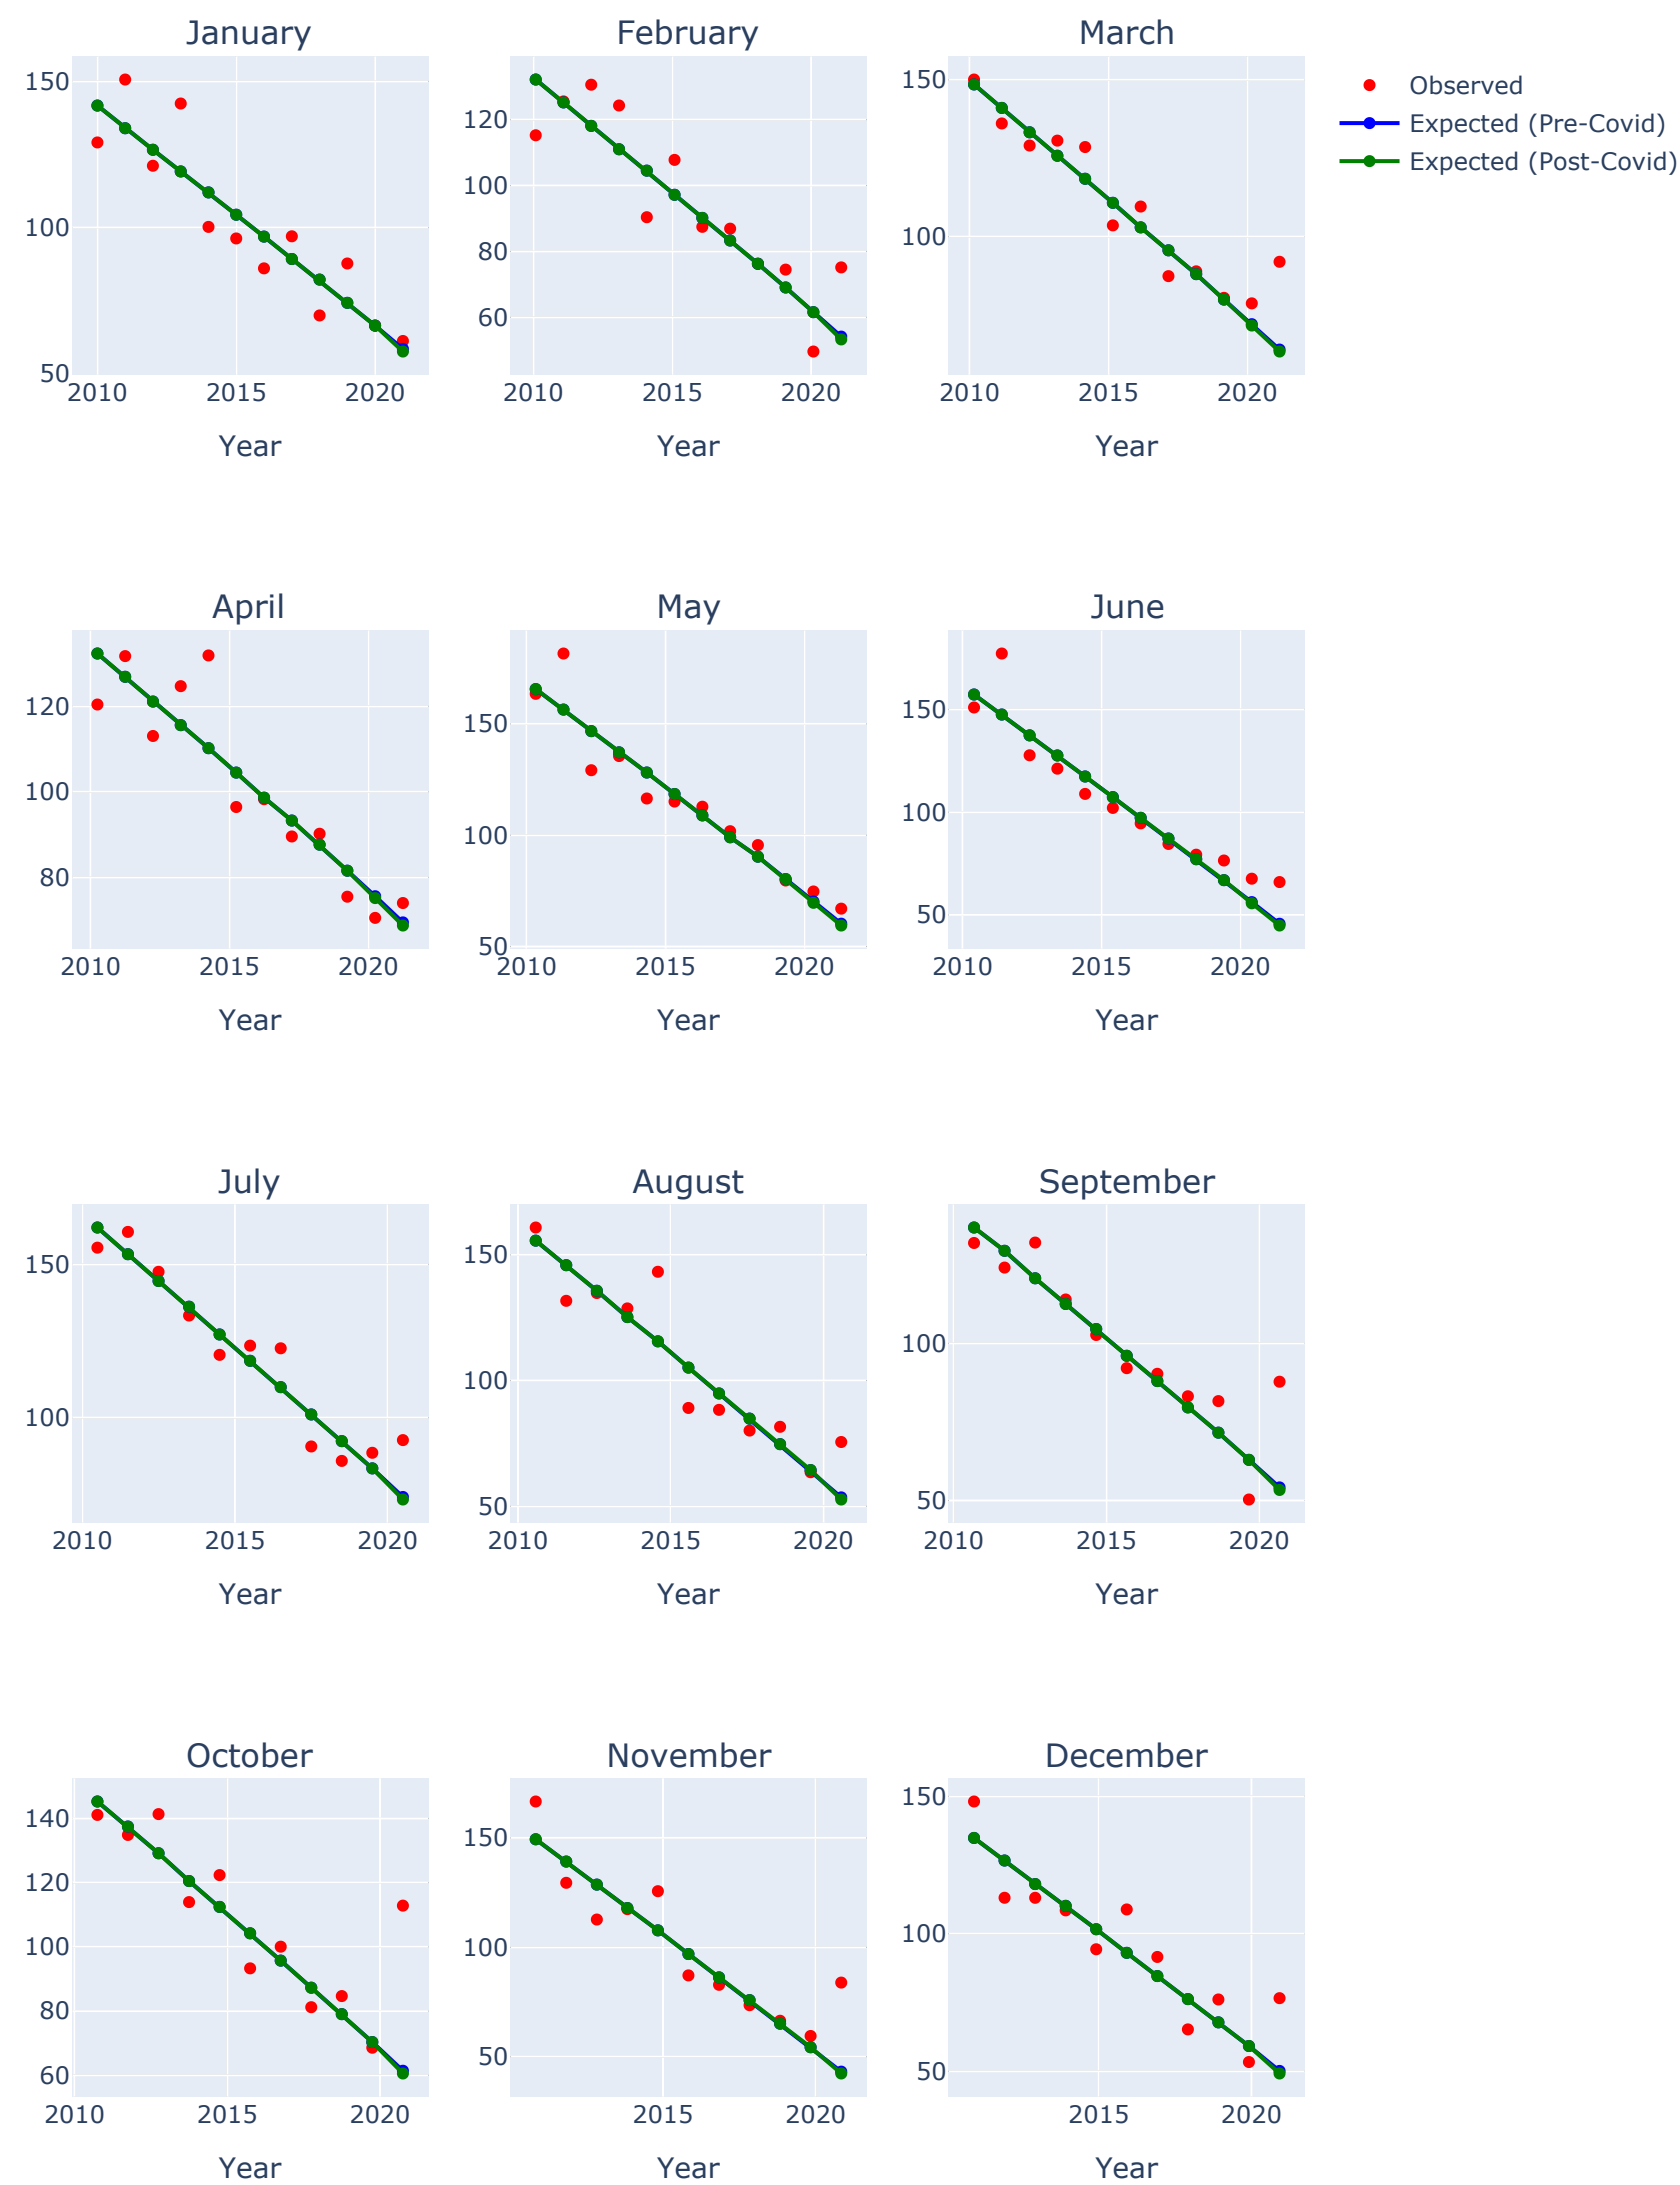 January
February
March
150
100
50
2010
2015
2020
Year
120
100
80
60
2010
2015
2020
Year
150
100
2010
2015
2020
Year
Observed
Expected (Pre-Covid)
Expected (Post-Covid)
April
May
June
120
100
80
2010
2015
2020
Year
150
100
50
2010
2015
2020
Year
150
100
50
2010
2015
2020
Year
July
August
September
150
100
2010
2015
2020
Year
150
100
50
2010
2015
2020
Year
100
50
2010
2015
2020
Year
October
November
December
140
120
100
80
60
2010
2015
2020
Year
150
100
50
2015
2020
Year
150
100
50
2015
2020
Year